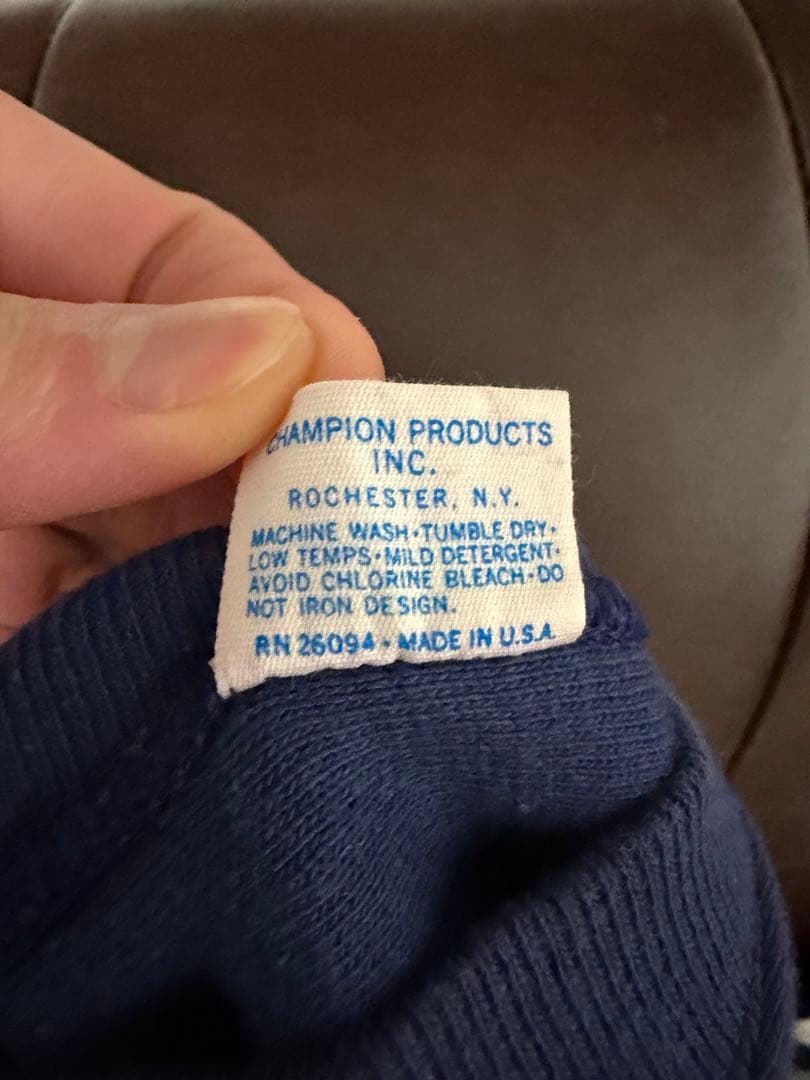 CHAMPION PRODUCTS
INC.
ROCHESTER, N.Y.
MACHINE WASH·TUMBLE DRY·
LOW TEMPS·MILD DETERGENT·
AVOID CHLORINE BLEACH·DO
NOT IRON DESIGN.
RN 26094 · MADE IN U.S.A.